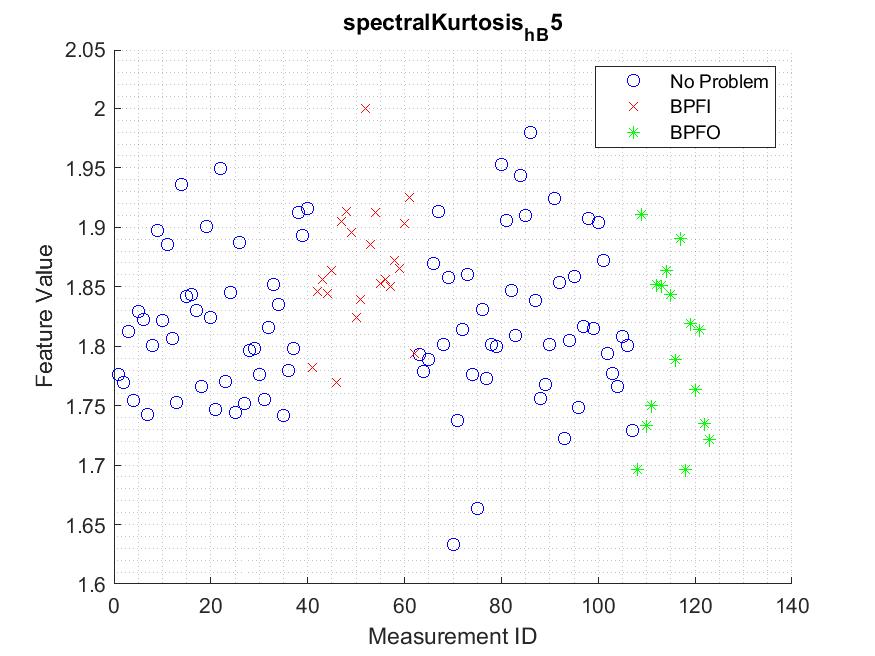 spectralKurtosis_hB5
2.05
2
1.95
1.9
1.85
1.8
1.75
1.7
1.65
1.6
Feature Value
No Problem
BPFI
BPFO
0 20 40 60 80 100 120 140
Measurement ID